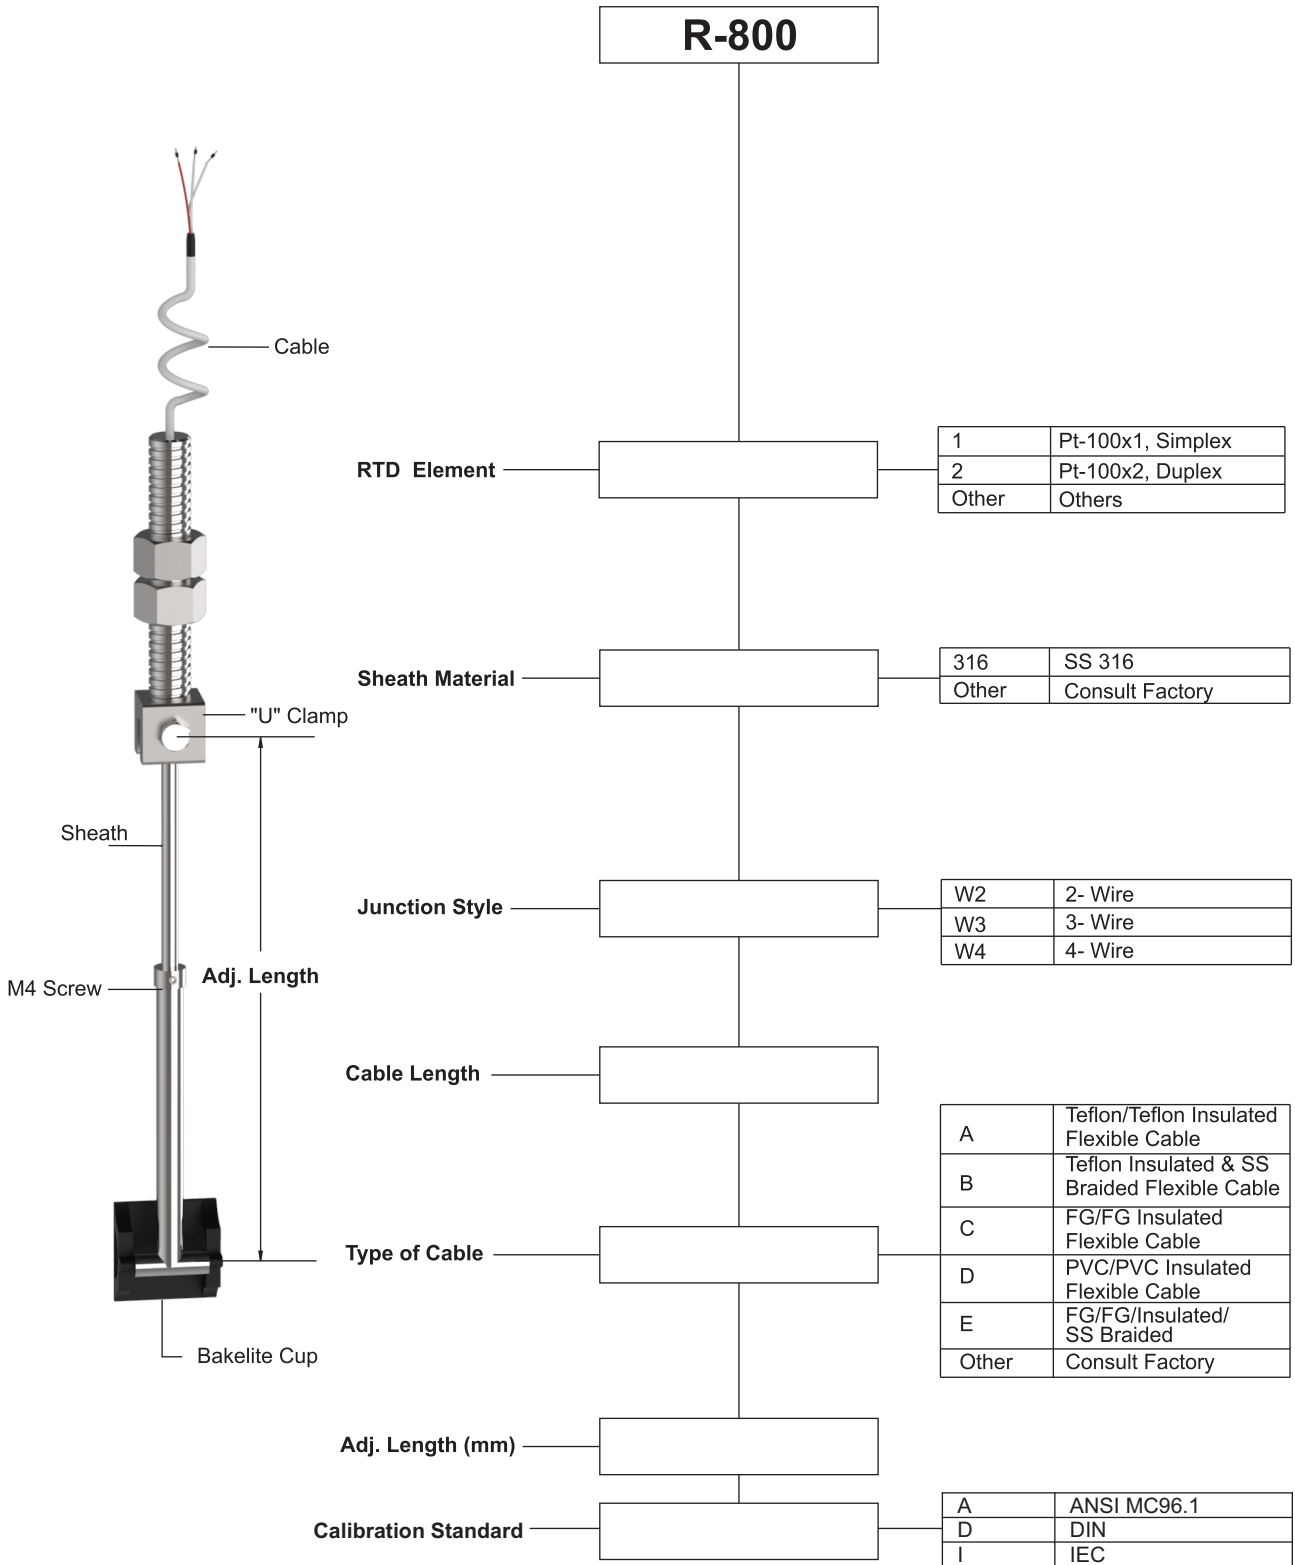 R-800
Cable
RTD Element
1 Pt-100x1, Simplex
2 Pt-100x2, Duplex
Other Others
Sheath Material
316 SS 316
Other Consult Factory
"U" Clamp
Sheath
Junction Style
W2 2- Wire
W3 3- Wire
W4 4- Wire
Adj. Length
M4 Screw
Cable Length
A Teflon/Teflon Insulated
Flexible Cable
B Teflon Insulated & SS
Braided Flexible Cable
C FG/FG Insulated
Flexible Cable
Type of Cable
D PVC/PVC Insulated
Flexible Cable
E FG/FG/Insulated/
SS Braided
Other Consult Factory
Bakelite Cup
Adj. Length (mm)
Calibration Standard
A ANSI MC96.1
D DIN
I IEC